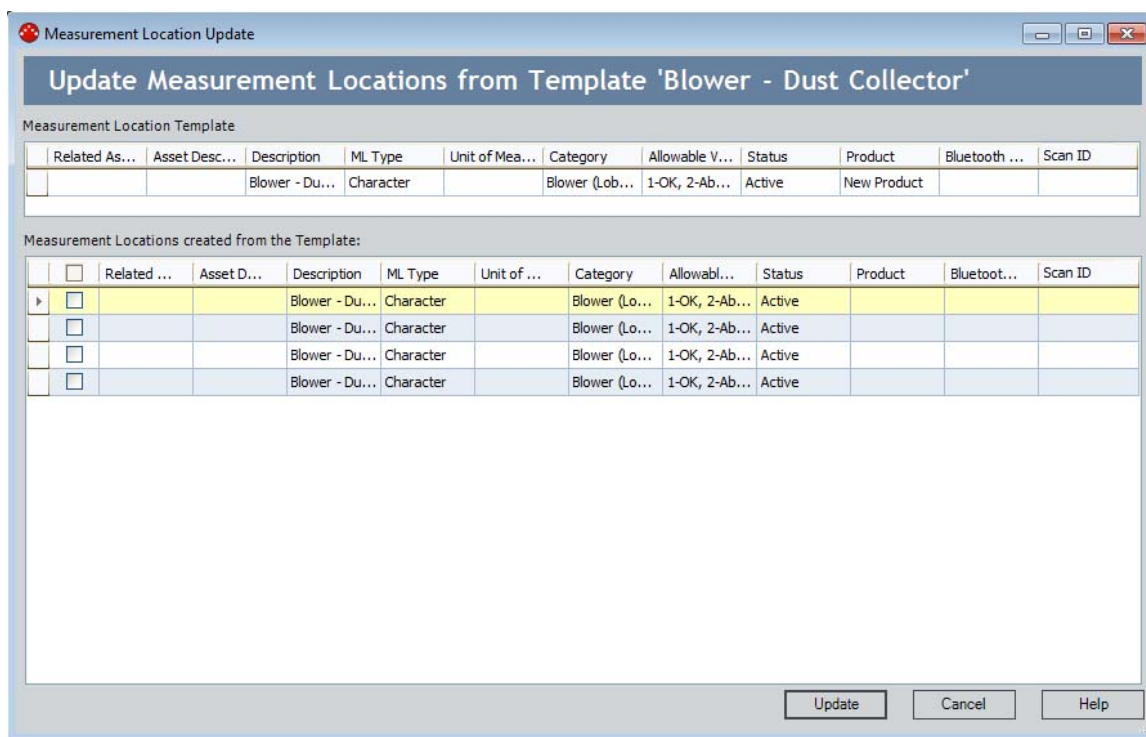 Measurement Location Update
Update Measurement Locations from Template 'Blower - Dust Collector'
Measurement Location Template
Related As... Asset Desc... Description ML Type Unit of Mea... Category Allowable V... Status Product Bluetooth ... Scan ID
Blower - Du... Character Blower (Lob... 1-OK, 2-Ab... Active New Product
Measurement Locations created from the Template:
Related ... Asset D... Description ML Type Unit of ... Category Allowabl... Status Product Bluetoot... Scan ID
Blower - Du... Character Blower (Lo... 1-OK, 2-Ab... Active
Blower - Du... Character Blower (Lo... 1-OK, 2-Ab... Active
Blower - Du... Character Blower (Lo... 1-OK, 2-Ab... Active
Blower - Du... Character Blower (Lo... 1-OK, 2-Ab... Active
Update Cancel Help